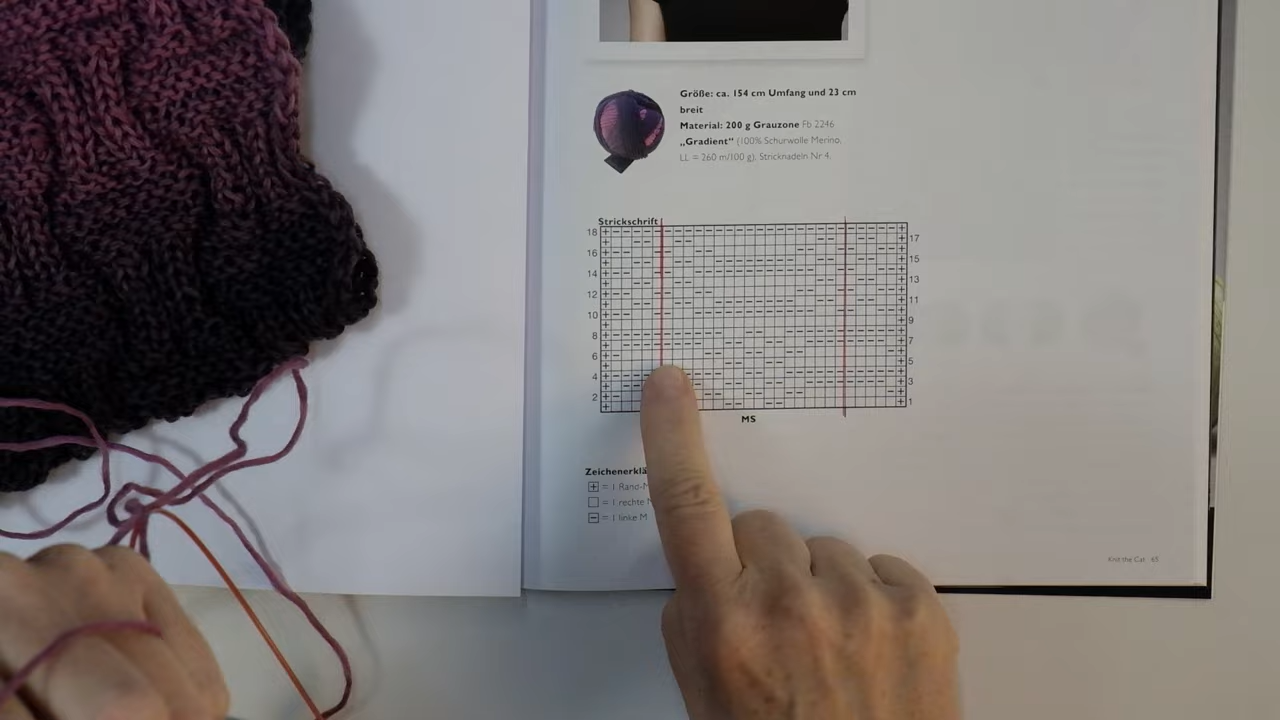 Größe: ca. 154 cm Umfang und 23 cm
breit
Material: 200 g Grauzone Fb 2246
„Gradient“ (100% Schurwolle Merino,
LL = 260 m/100 g). Stricknadeln Nr 4.
Strickschrift
18
17
16
15
14
13
12
11
10
9
8
7
6
5
4
3
2
1
MS
Zeichenerklä
+ = 1 Rand-M
= 1 rechte M
− = 1 linke M
Knit the Cat 65